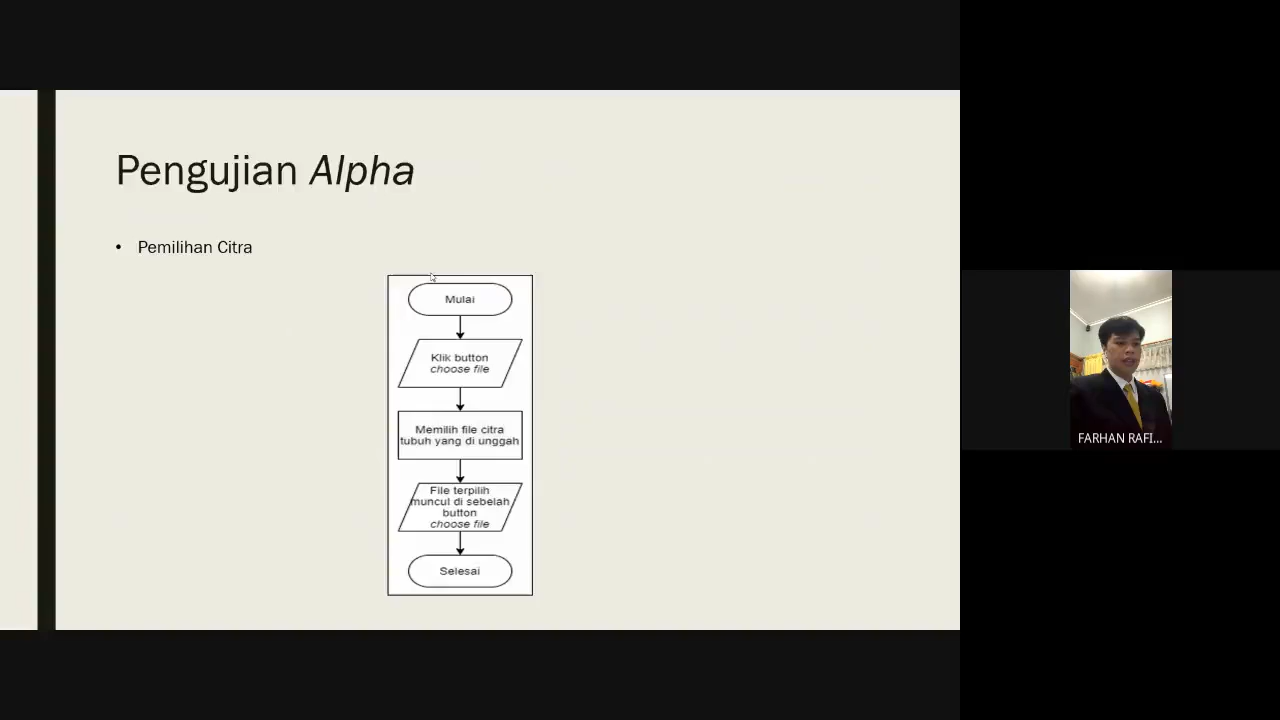 Pengujian Alpha
• Pemilihan Citra
Mulai
Klik button
choose file
Memilih file citra
tubuh yang di unggah
File terpilih
muncul di sebelah
button
choose file
Selesai
FARHAN RAFI...